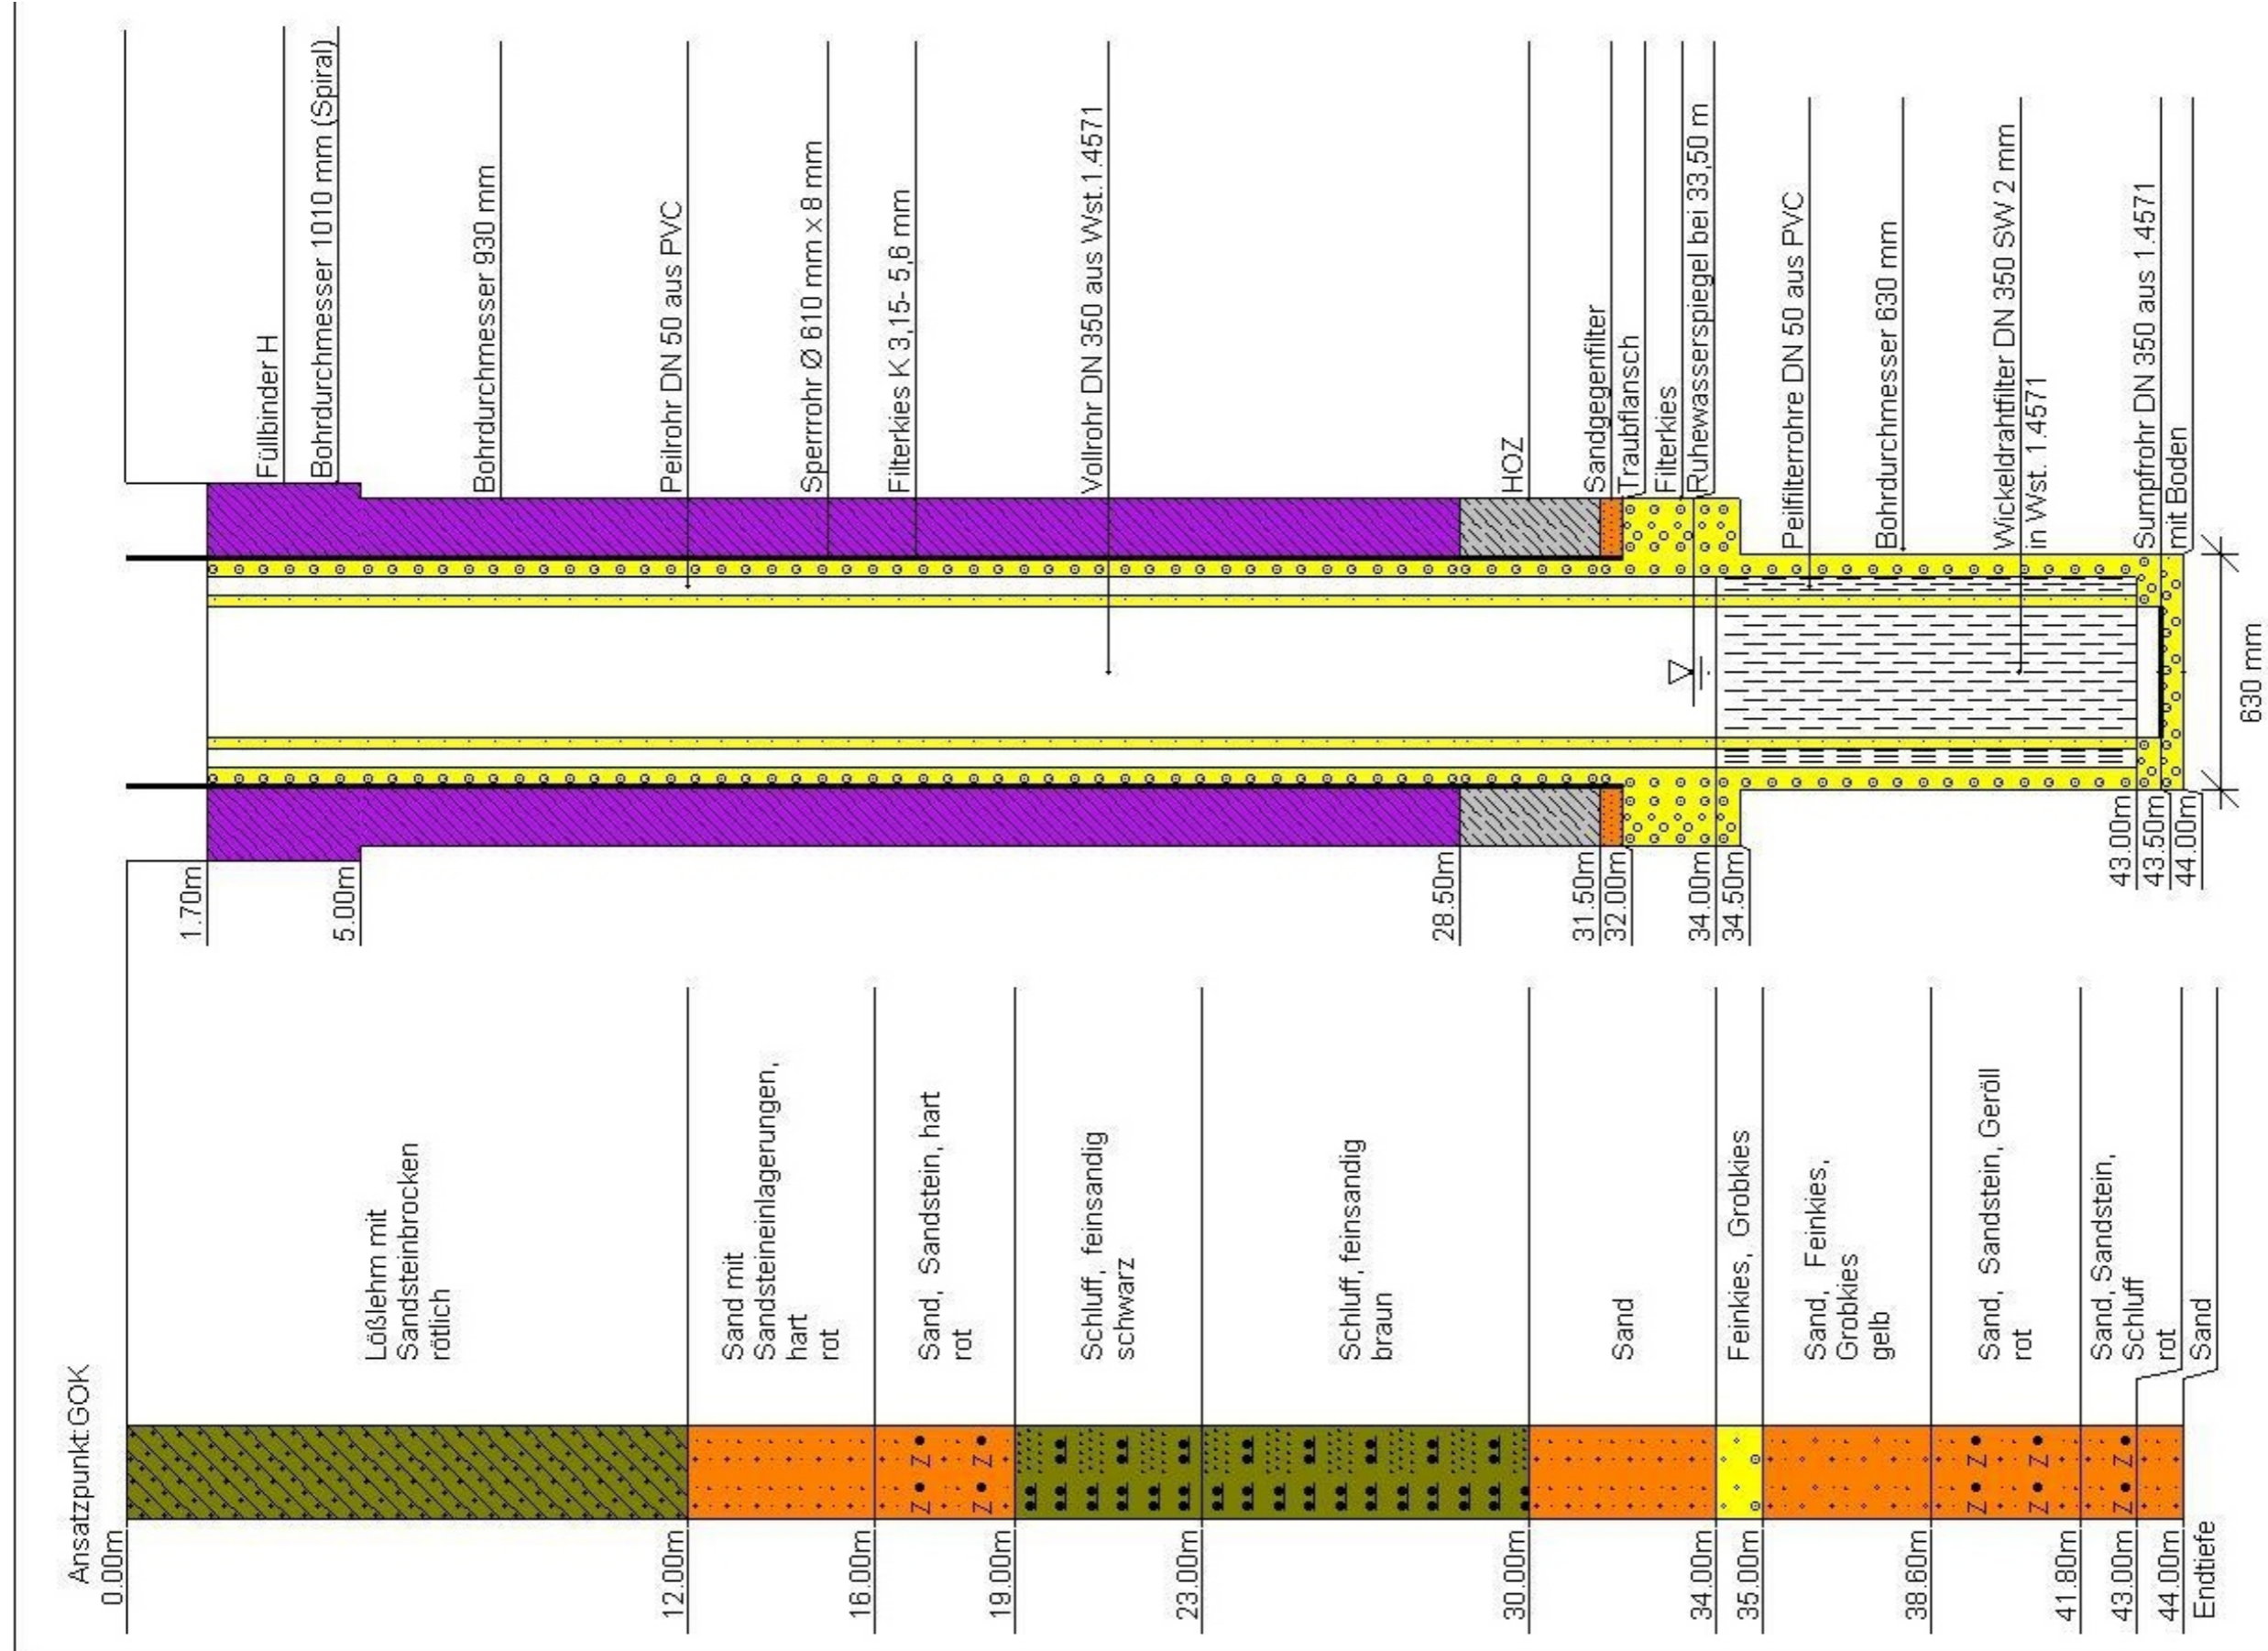 Ansatzpunkt:GOK
0.00m
Lößlehm mit
Sandsteinbrocken
rötlich
12.00m
Sand mit
Sandsteineinlagerungen,
hart
rot
16.00m
Sand, Sandstein, hart
rot
19.00m
Schluff, feinsandig
schwarz
23.00m
Schluff, feinsandig
braun
30.00m
Sand
34.00m
Feinkies, Grobkies
35.00m
Sand, Feinkies,
Grobkies
gelb
38.60m
Sand, Sandstein, Geröll
rot
41.80m
Sand, Sandstein,
Schluff
rot
43.00m
Sand
44.00m
Endtiefe
1.70m
5.00m
28.50m
31.50m
32.00m
34.00m
34.50m
43.00m
43.50m
44.00m
Füllbinder H
Bohrdurchmesser 1010 mm (Spiral)
Bohrdurchmesser 930 mm
Peilrohr DN 50 aus PVC
Sperrrohr Ø 610 mm x 8 mm
Filterkies K 3,15- 5,6 mm
Vollrohr DN 350 aus Wst.1.4571
HOZ
Sandgegenfilter
Traubflansch
Filterkies
Ruhewasserspiegel bei 33,50 m
Peilfilterrohre DN 50 aus PVC
Bohrdurchmesser 630 mm
Wickeldrahtfilter DN 350 SW 2 mm
in Wst. 1.4571
Sumpfrohr DN 350 aus 1.4571
mit Boden
630 mm